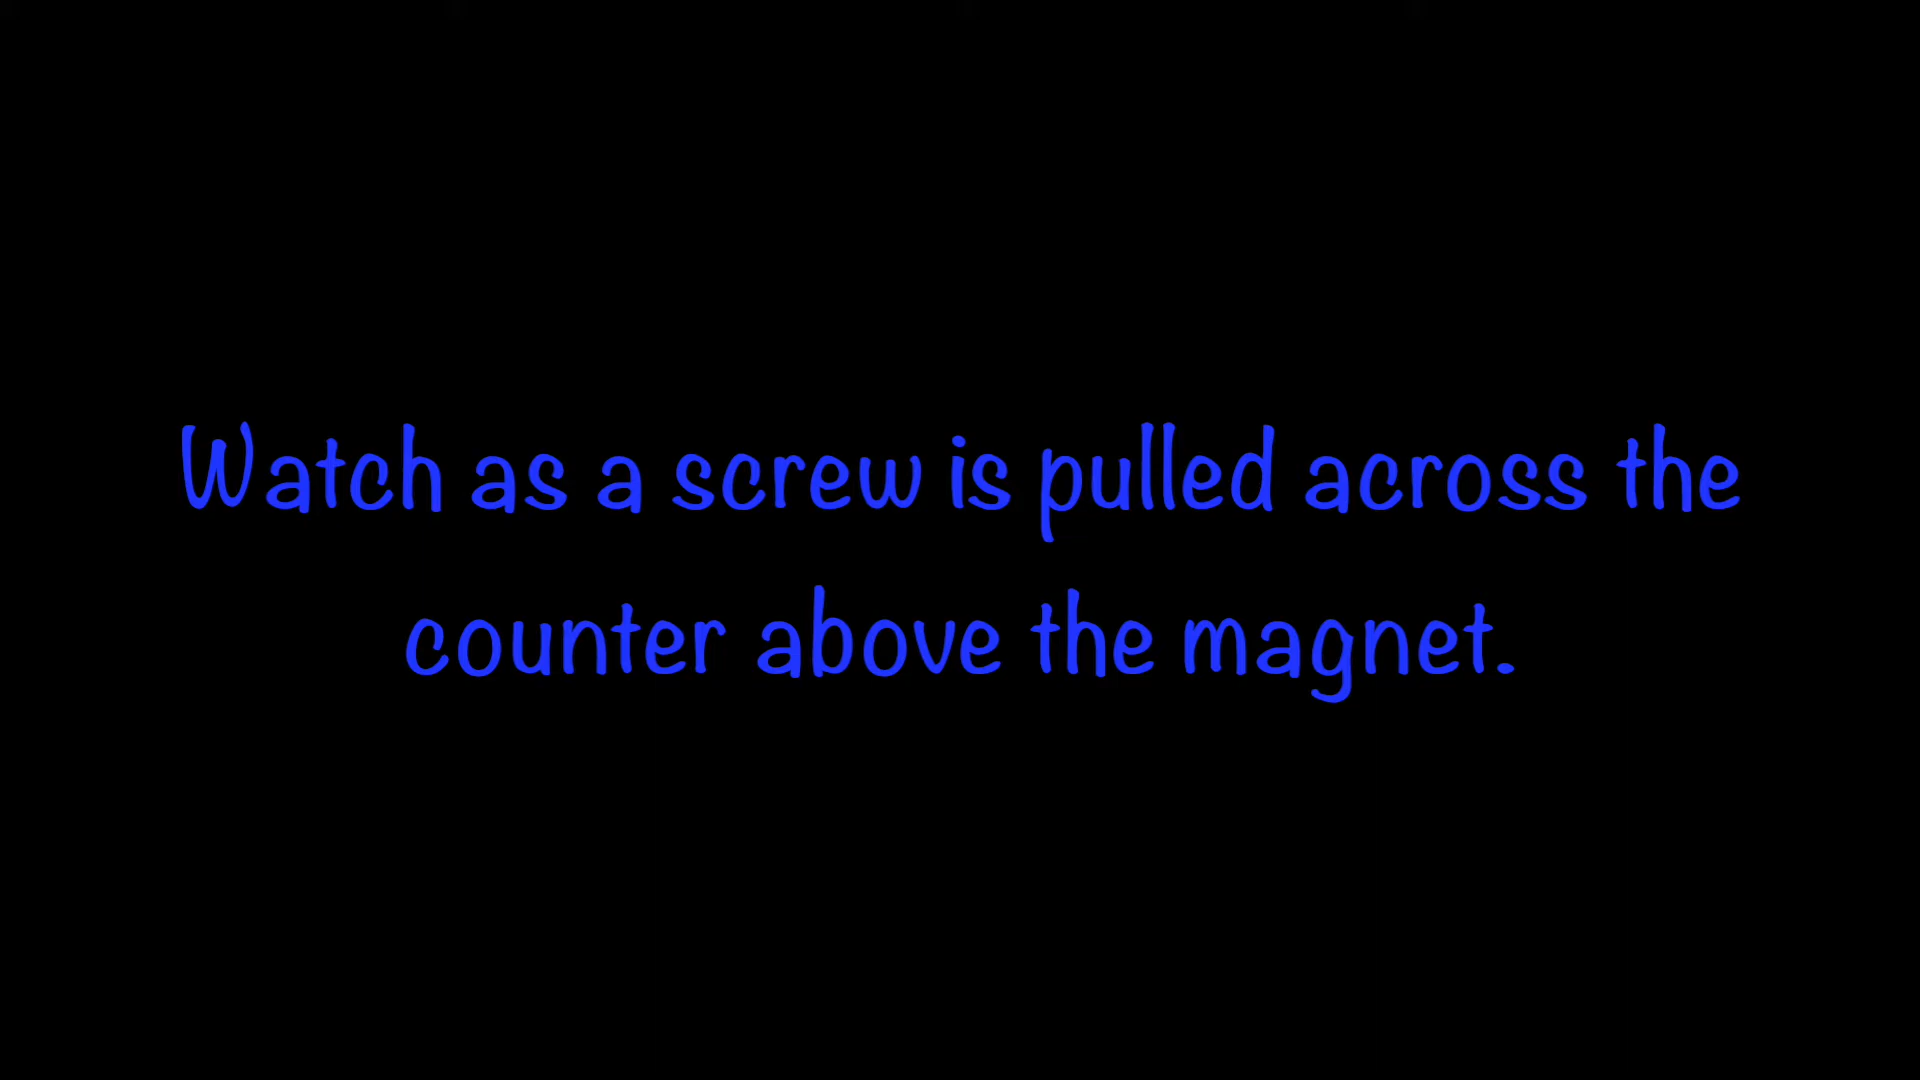 Watch as a screw is pulled across the
counter above the magnet.